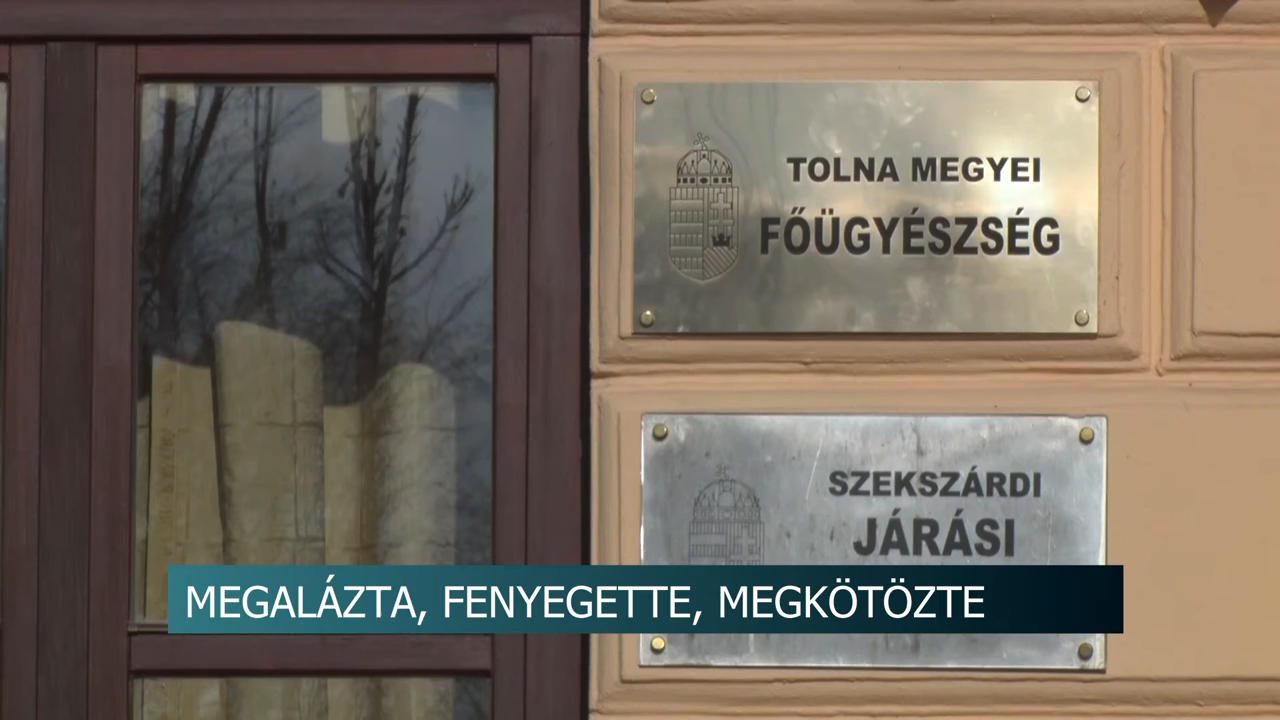 TOLNA MEGYEI
FŐÜGYÉSZSÉG
SZEKSZÁRDI
JÁRÁSI
MEGALÁZTA, FENYEGETTE, MEGKÖTÖZTE